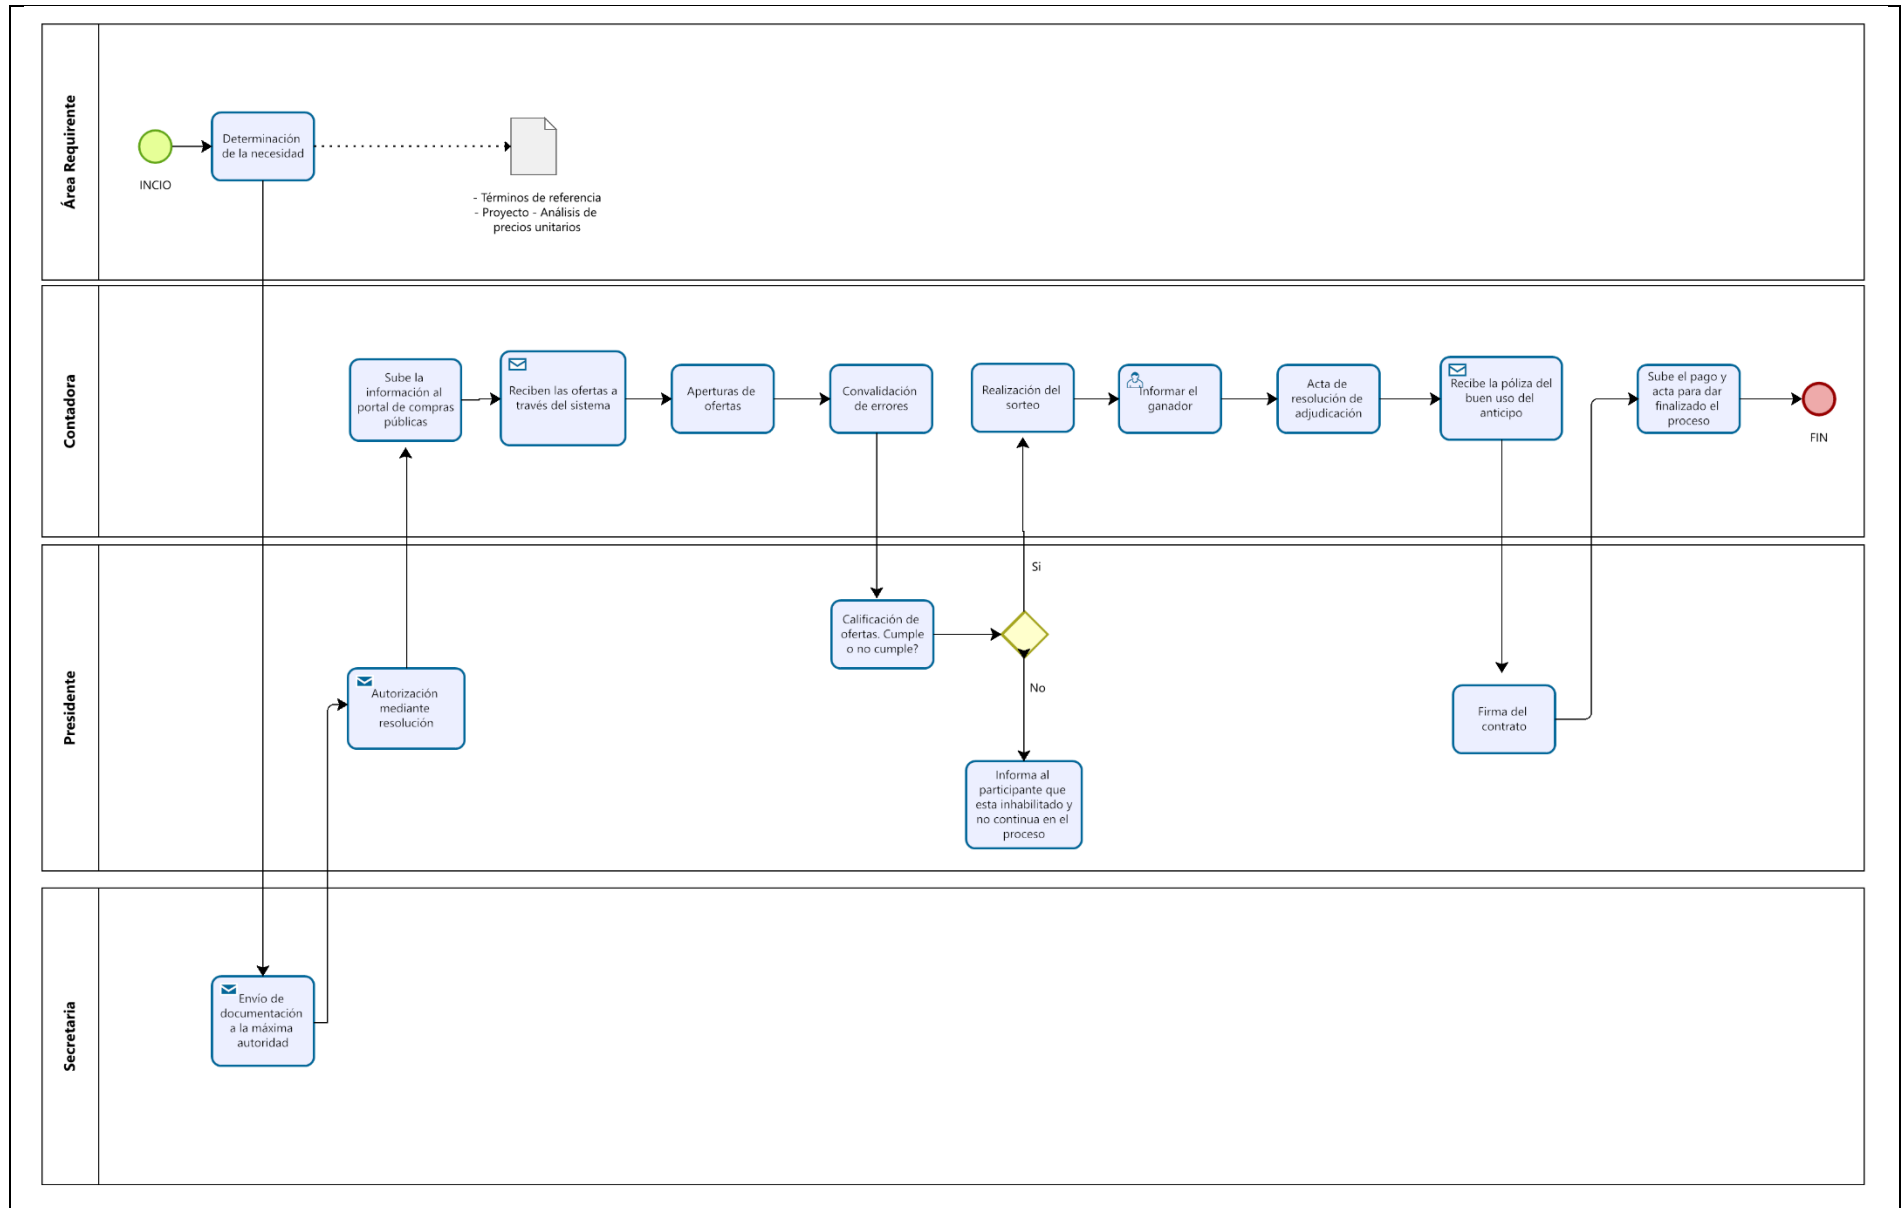 Área Requirente
INCIO
Determinación
de la necesidad
- Términos de referencia
- Proyecto - Análisis de
precios unitarios
Contadora
Sube la
información al
portal de compras
públicas
Reciben las ofertas a
través del sistema
Aperturas de
ofertas
Convalidación
de errores
Realización del
sorteo
Informar el
ganador
Acta de
resolución de
adjudicación
Recibe la póliza del
buen uso del
anticipo
Sube el pago y
acta para dar
finalizado el
proceso
FIN
Presidente
Autorización
mediante
resolución
Calificación de
ofertas. Cumple
o no cumple?
Si
No
Informa al
participante que
esta inhabilitado y
no continua en el
proceso
Firma del
contrato
Secretaria
Envío de
documentación
a la máxima
autoridad